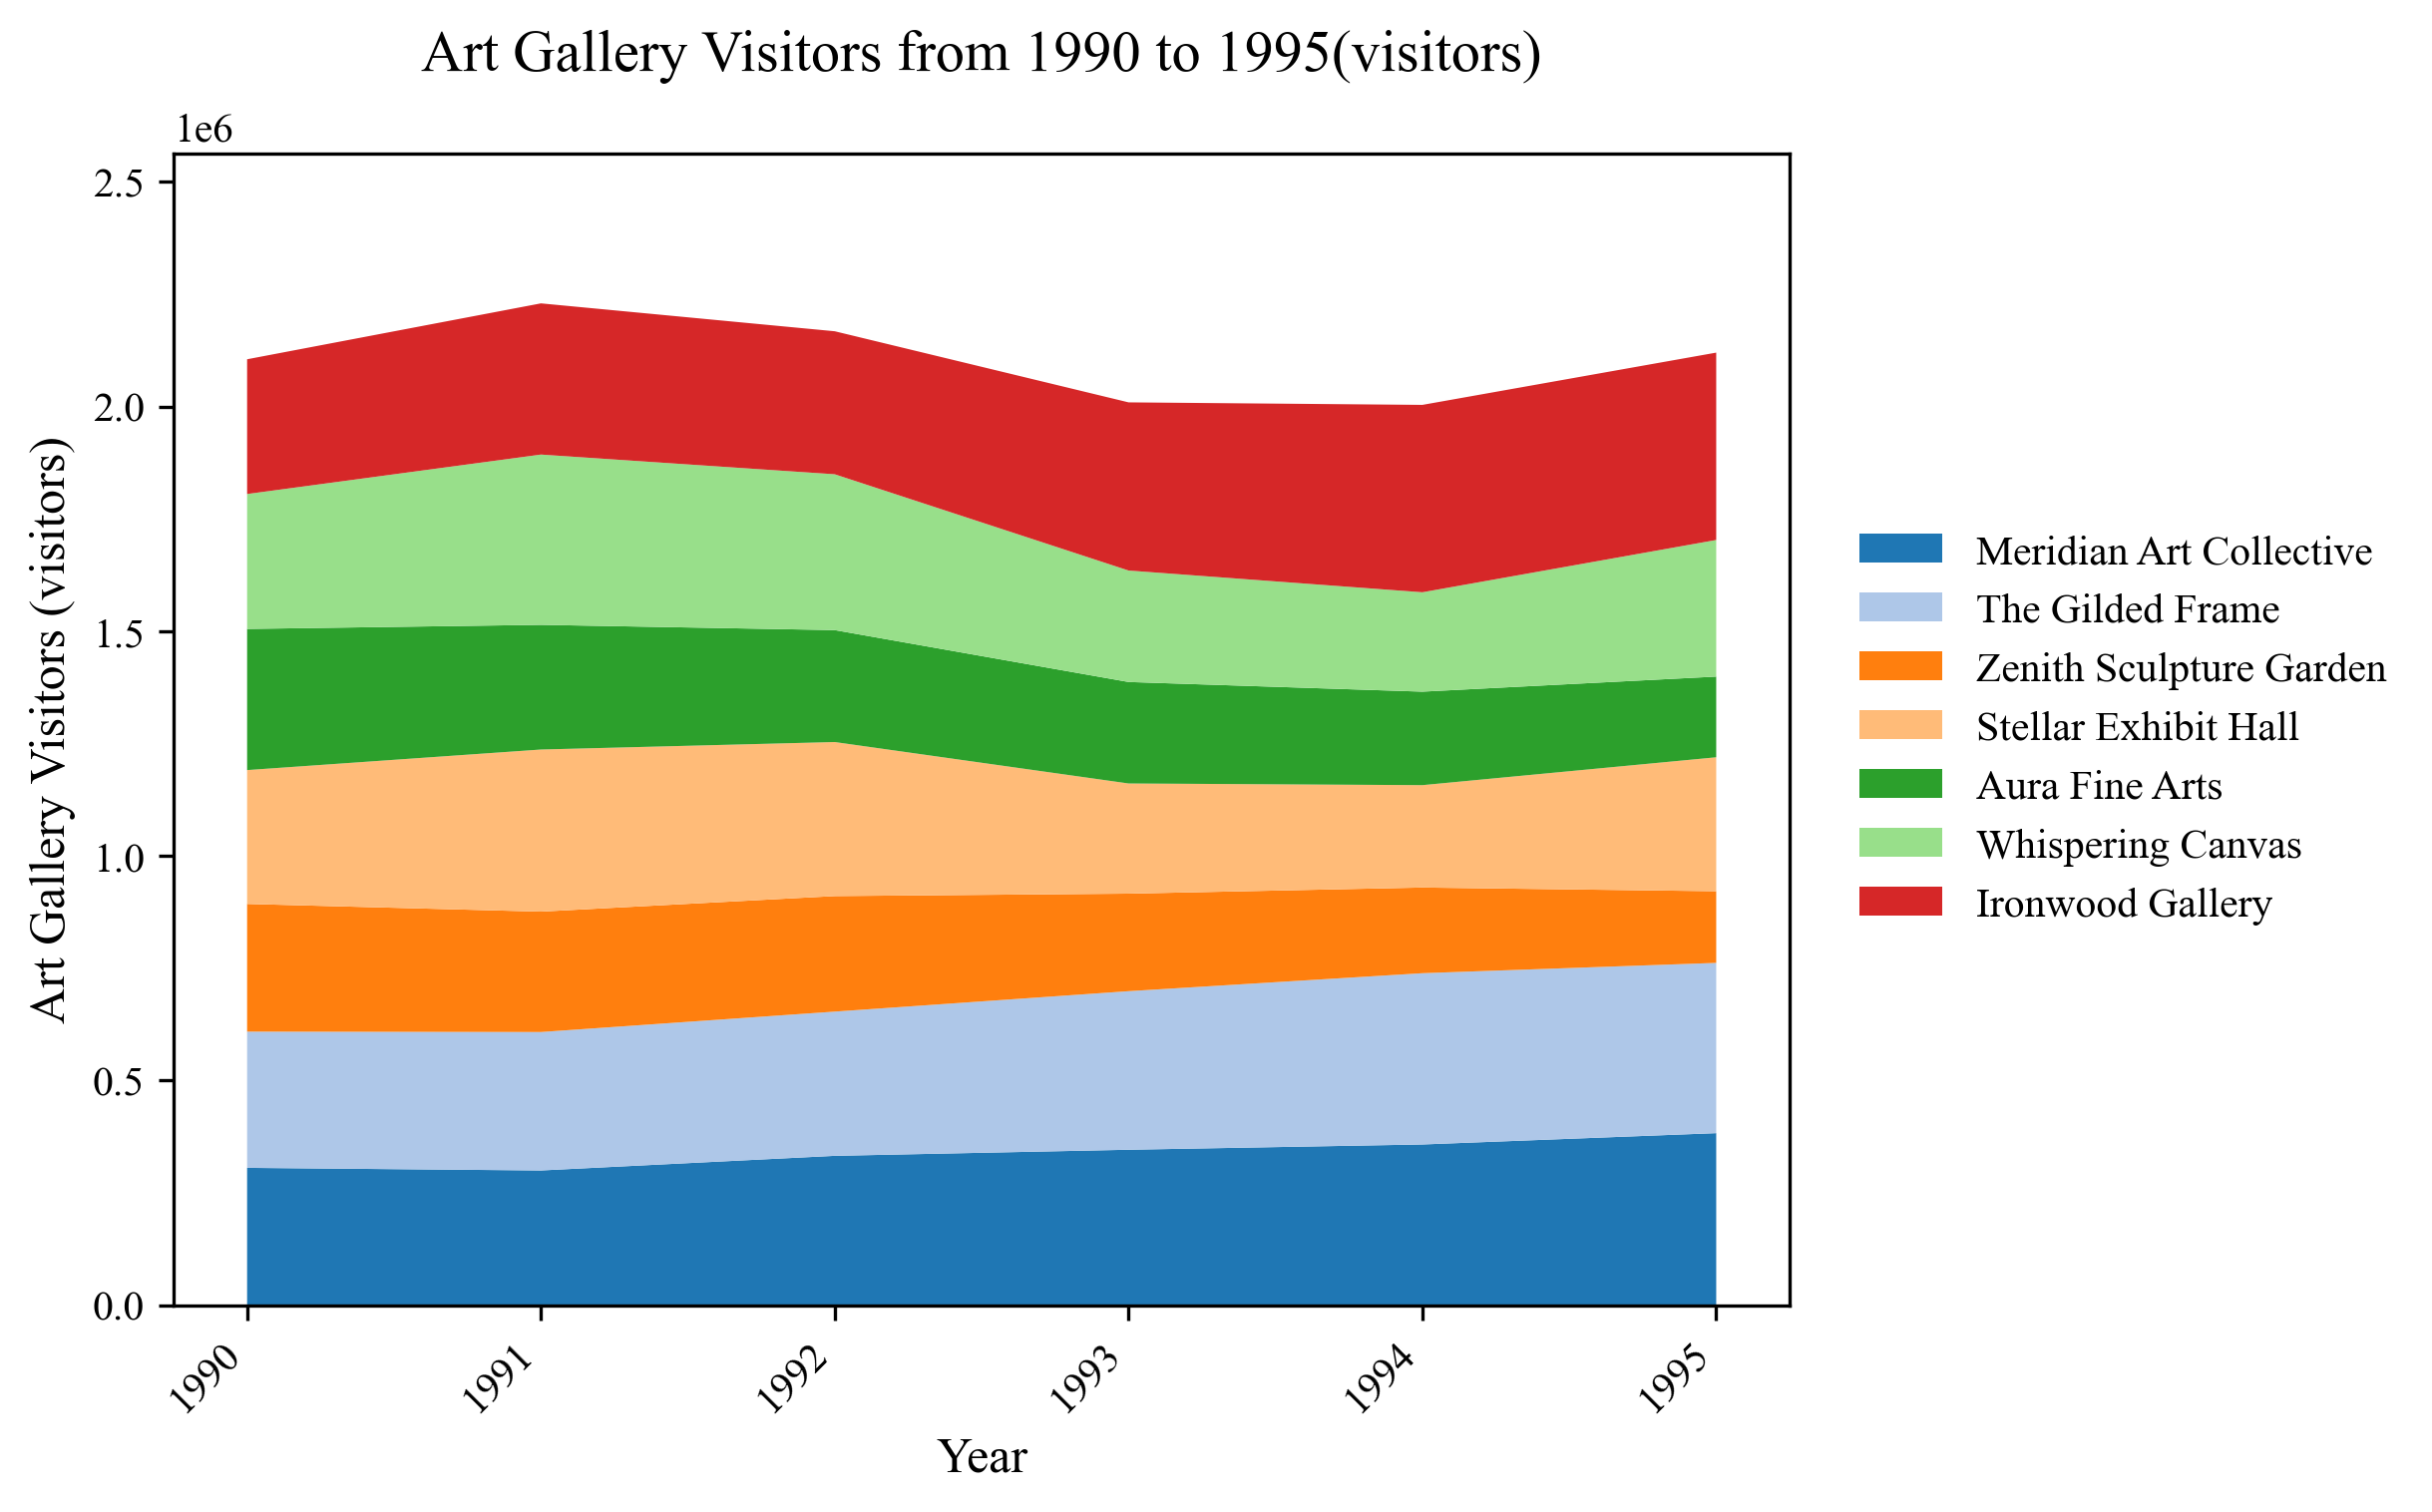 Art Gallery Visitors from 1990 to 1995(visitors)
1e6
2.5
2.0
1.5
1.0
0.5
0.0
Art Gallery Visitors (visitors)
1990
1991
1992
1993
1994
1995
Year
Meridian Art Collective
The Gilded Frame
Zenith Sculpture Garden
Stellar Exhibit Hall
Aura Fine Arts
Whispering Canvas
Ironwood Gallery